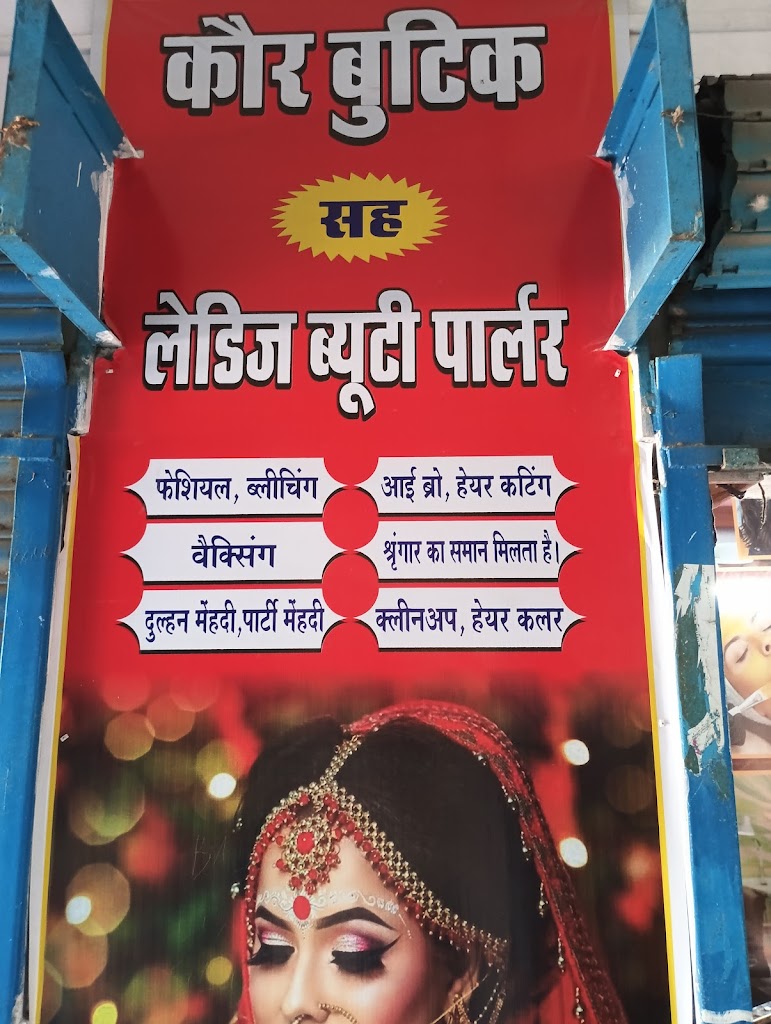 कौर बुटिक
सह
लेडिज ब्यूटी पार्लर
फेशियल, ब्लीचिंग
आई ब्रो, हेयर कटिंग
वैक्सिंग
श्रृंगार का समान मिलता है।
दुल्हन मेंहदी,पार्टी मेंहदी
क्लीनअप, हेयर कलर